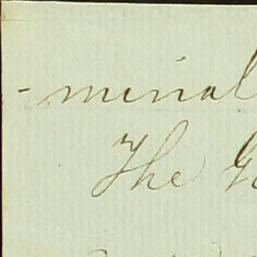 - minal
The